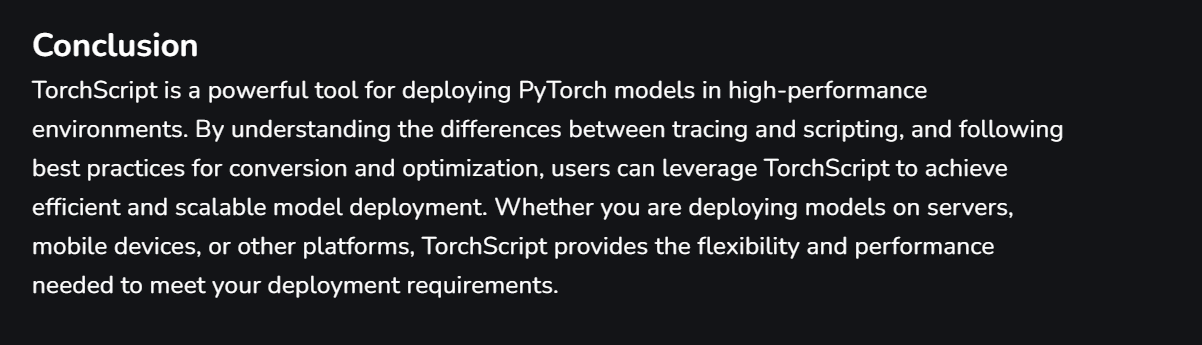 Conclusion
TorchScript is a powerful tool for deploying PyTorch models in high-performance
environments. By understanding the differences between tracing and scripting, and following
best practices for conversion and optimization, users can leverage TorchScript to achieve
efficient and scalable model deployment. Whether you are deploying models on servers,
mobile devices, or other platforms, TorchScript provides the flexibility and performance
needed to meet your deployment requirements.